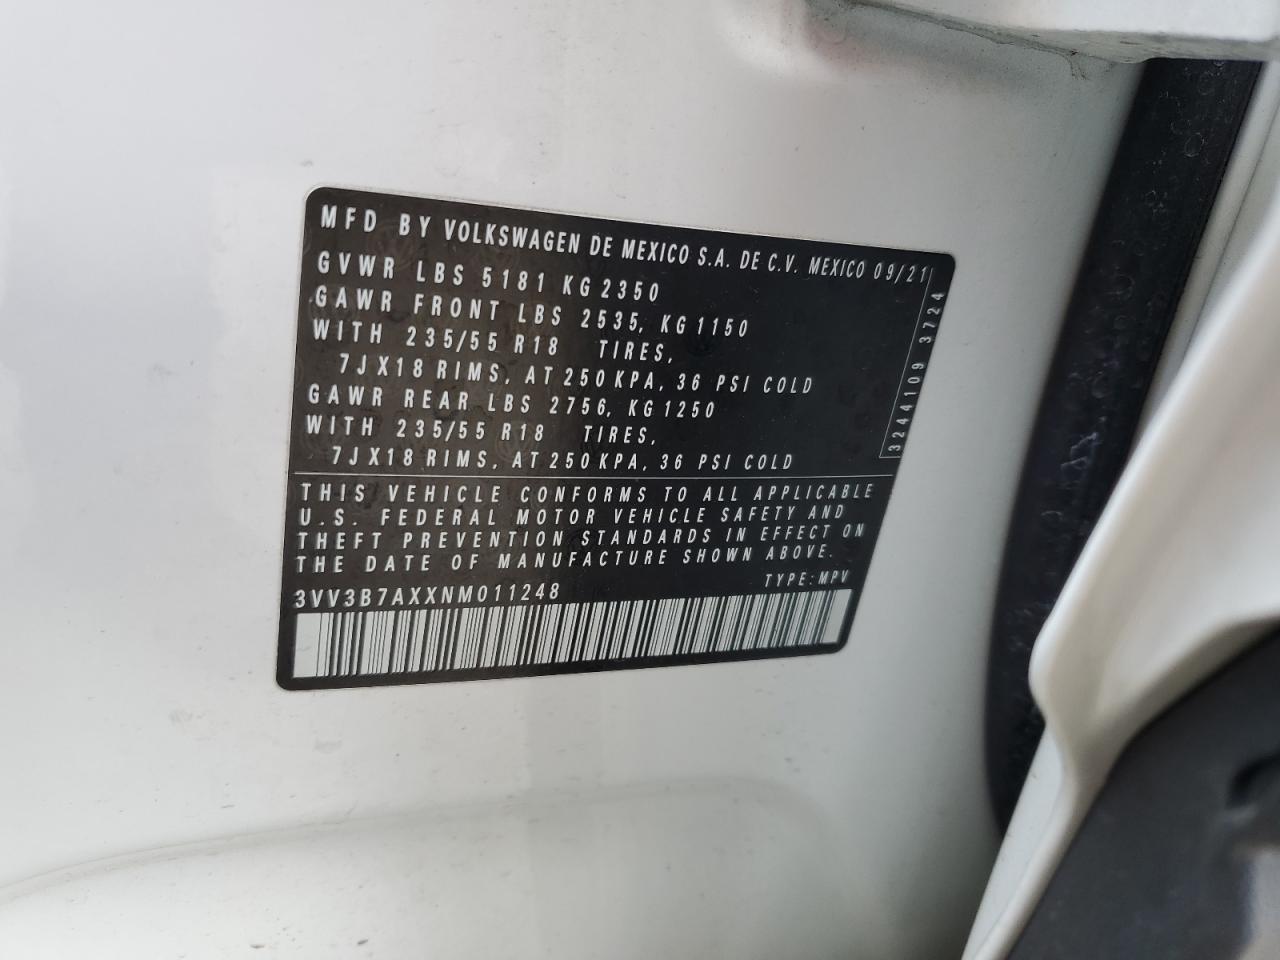 MFD BY VOLKSWAGEN DE MEXICO S.A. DE C.V. MEXICO 09/21
GVWR LBS 5181 KG 2350
GAWR FRONT LBS 2535, KG 1150
WITH 235/55 R18 TIRES,
7JX18 RIMS, AT 250 KPA, 36 PSI COLD
GAWR REAR LBS 2756, KG 1250
WITH 235/55 R18 TIRES,
7JX18 RIMS, AT 250 KPA, 36 PSI COLD
3244109 3724
THIS VEHICLE CONFORMS TO ALL APPLICABLE
U.S. FEDERAL MOTOR VEHICLE SAFETY AND
THEFT PREVENTION STANDARDS IN EFFECT ON
THE DATE OF MANUFACTURE SHOWN ABOVE.
3VV3B7AXXNM011248 TYPE: MPV